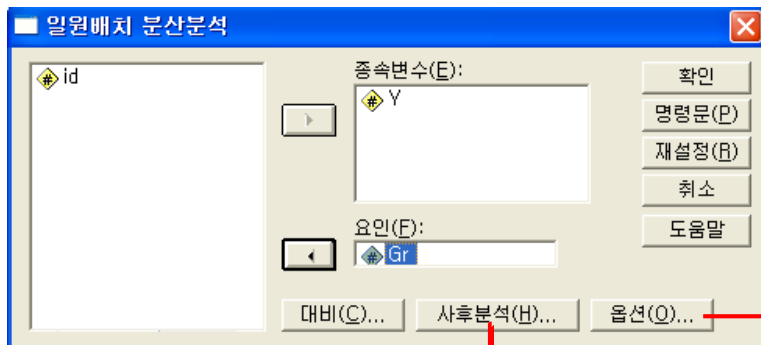 일원배치 분산분석
id
종속변수(E):
Y
요인(F):
Gr
확인
명령문(P)
재설정(R)
취소
도움말
대비(C)...
사후분석(H)...
옵션(O)...